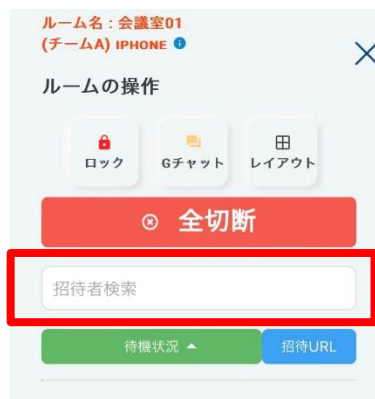 ルーム名：会議室01
(チームA) IPHONE
ルームの操作
ロック Gチャット レイアウト
全切断
招待者検索
待機状況 招待URL